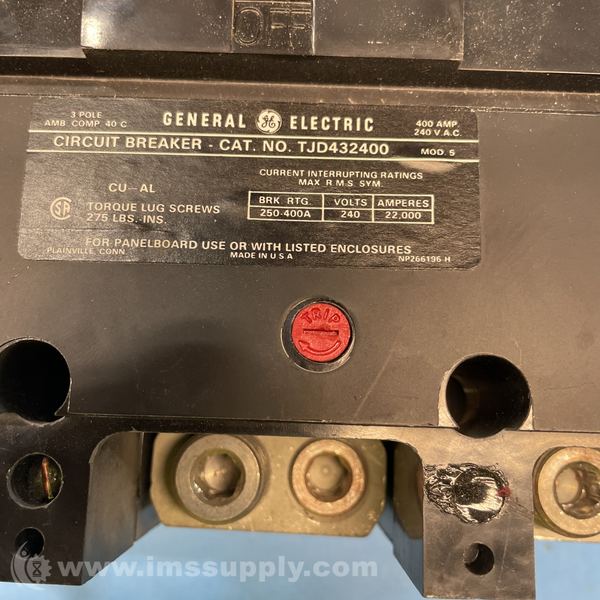 OFF
3 POLE
AMB. COMP. 40 C
GENERAL GE ELECTRIC
400 AMP.
240 V.A.C.
CIRCUIT BREAKER - CAT. NO. TJD432400
MOD. 5
CURRENT INTERRUPTING RATINGS
MAX R.M.S. SYM.
CU-AL
BRK. RTG. VOLTS AMPERES
250-400A 240 22,000
SA TORQUE LUG SCREWS
275 LBS.-INS.
FOR PANELBOARD USE OR WITH LISTED ENCLOSURES
PLAINVILLE, CONN. MADE IN U S A NP266196-H
TRIP
© www.imssupply.com